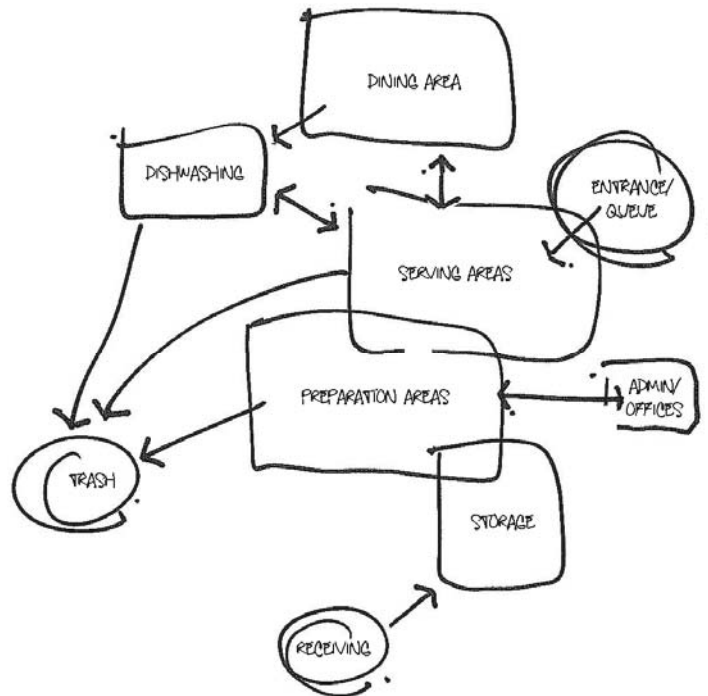 DINING AREA
DISHWASHING
ENTRANCE/
QUEUE
SERVING AREAS
PREPARATION AREAS
ADMIN/
OFFICES
TRASH
STORAGE
RECEIVING